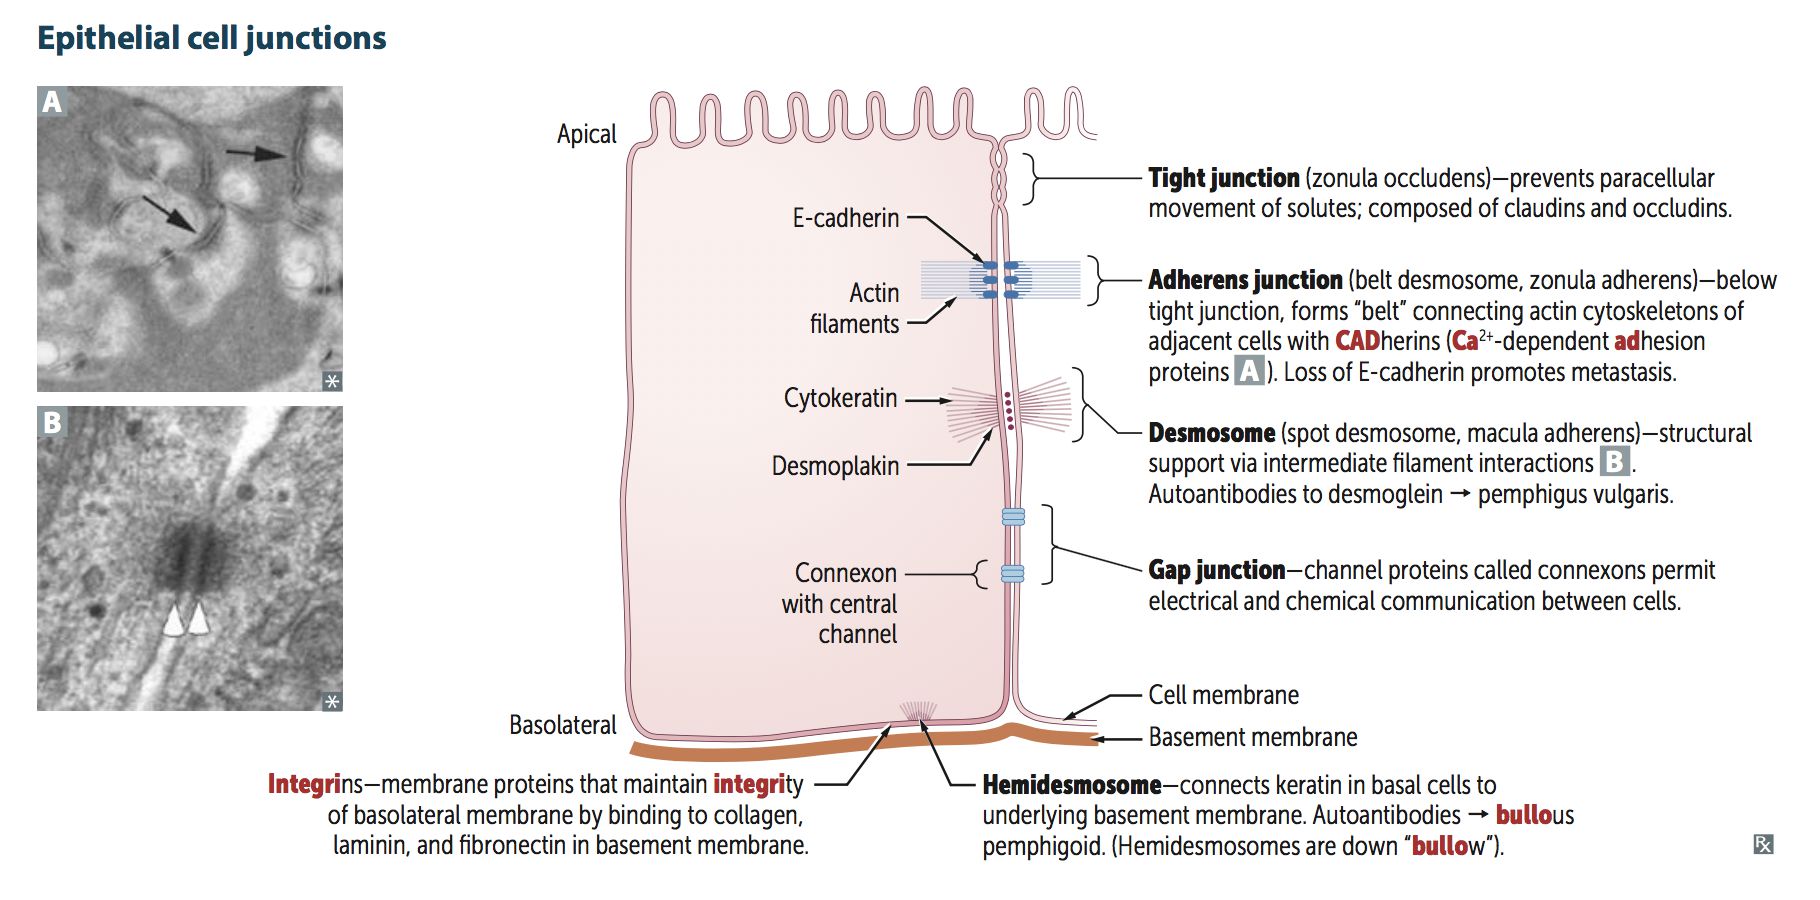 Epithelial cell junctions
A
*
B
*
Apical
E-cadherin
Actin
filaments
Cytokeratin
Desmoplakin
Connexon
with central
channel
Basolateral
Tight junction (zonula occludens)—prevents paracellular
movement of solutes; composed of claudins and occludins.
Adherens junction (belt desmosome, zonula adherens)—below
tight junction, forms “belt” connecting actin cytoskeletons of
adjacent cells with CADherins (Ca²⁺-dependent adhesion
proteins A ). Loss of E-cadherin promotes metastasis.
Desmosome (spot desmosome, macula adherens)—structural
support via intermediate filament interactions B .
Autoantibodies to desmoglein → pemphigus vulgaris.
Gap junction—channel proteins called connexons permit
electrical and chemical communication between cells.
Cell membrane
Basement membrane
Integrins—membrane proteins that maintain integrity
of basolateral membrane by binding to collagen,
laminin, and fibronectin in basement membrane.
Hemidesmosome—connects keratin in basal cells to
underlying basement membrane. Autoantibodies → bullous
pemphigoid. (Hemidesmosomes are down “bullow”).
Rx